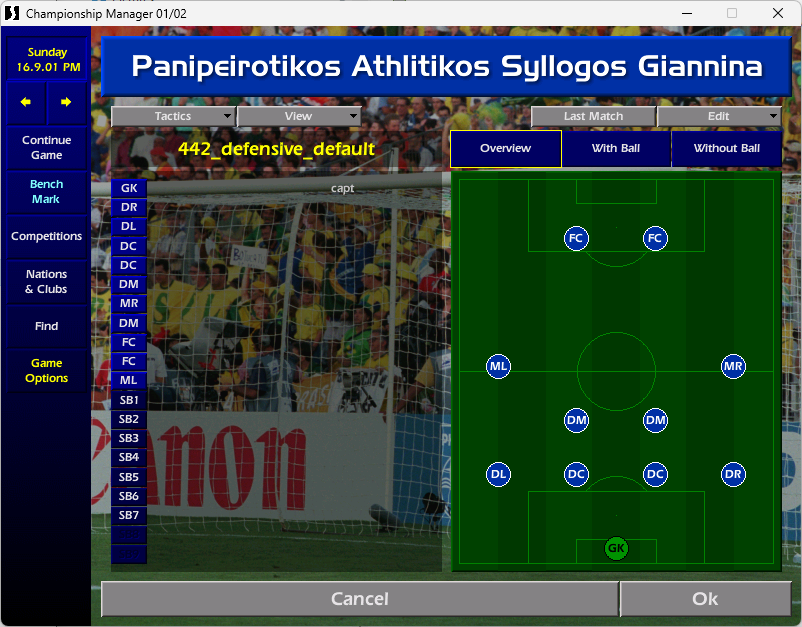 Championship Manager 01/02
Sunday
16.9.01 PM
Continue
Game
Bench
Mark
Competitions
Nations
& Clubs
Find
Game
Options
Panipeirotikos Athlitikos Syllogos Giannina
Tactics
View
Last Match
Edit
442_defensive_default
Overview
With Ball
Without Ball
GK
capt
DR
DL
DC
DC
DM
MR
DM
FC
FC
ML
SB1
SB2
SB3
SB4
SB5
SB6
SB7
FC FC
ML MR
DM DM
DL DC DC DR
GK
Canon
Cancel
Ok